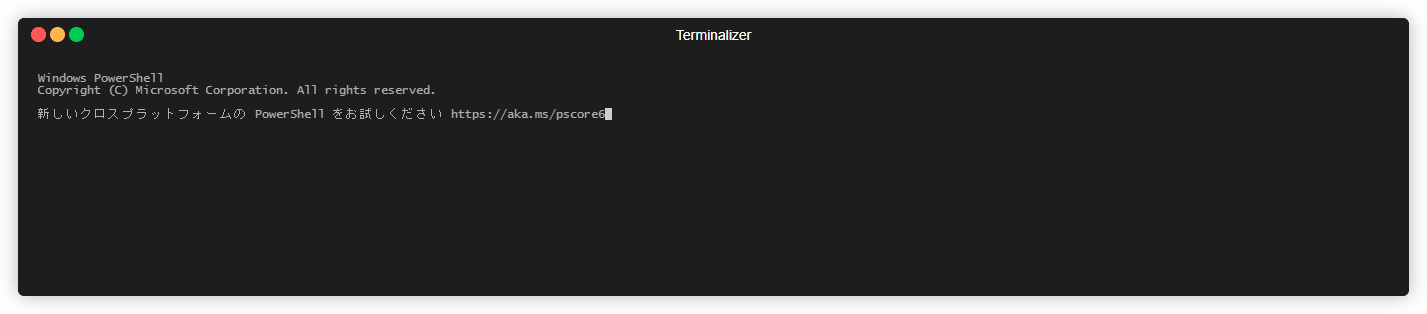 Terminalizer
Windows PowerShell
Copyright (C) Microsoft Corporation. All rights reserved.
新しいクロスプラットフォームの PowerShell をお試しください https://aka.ms/pscore6